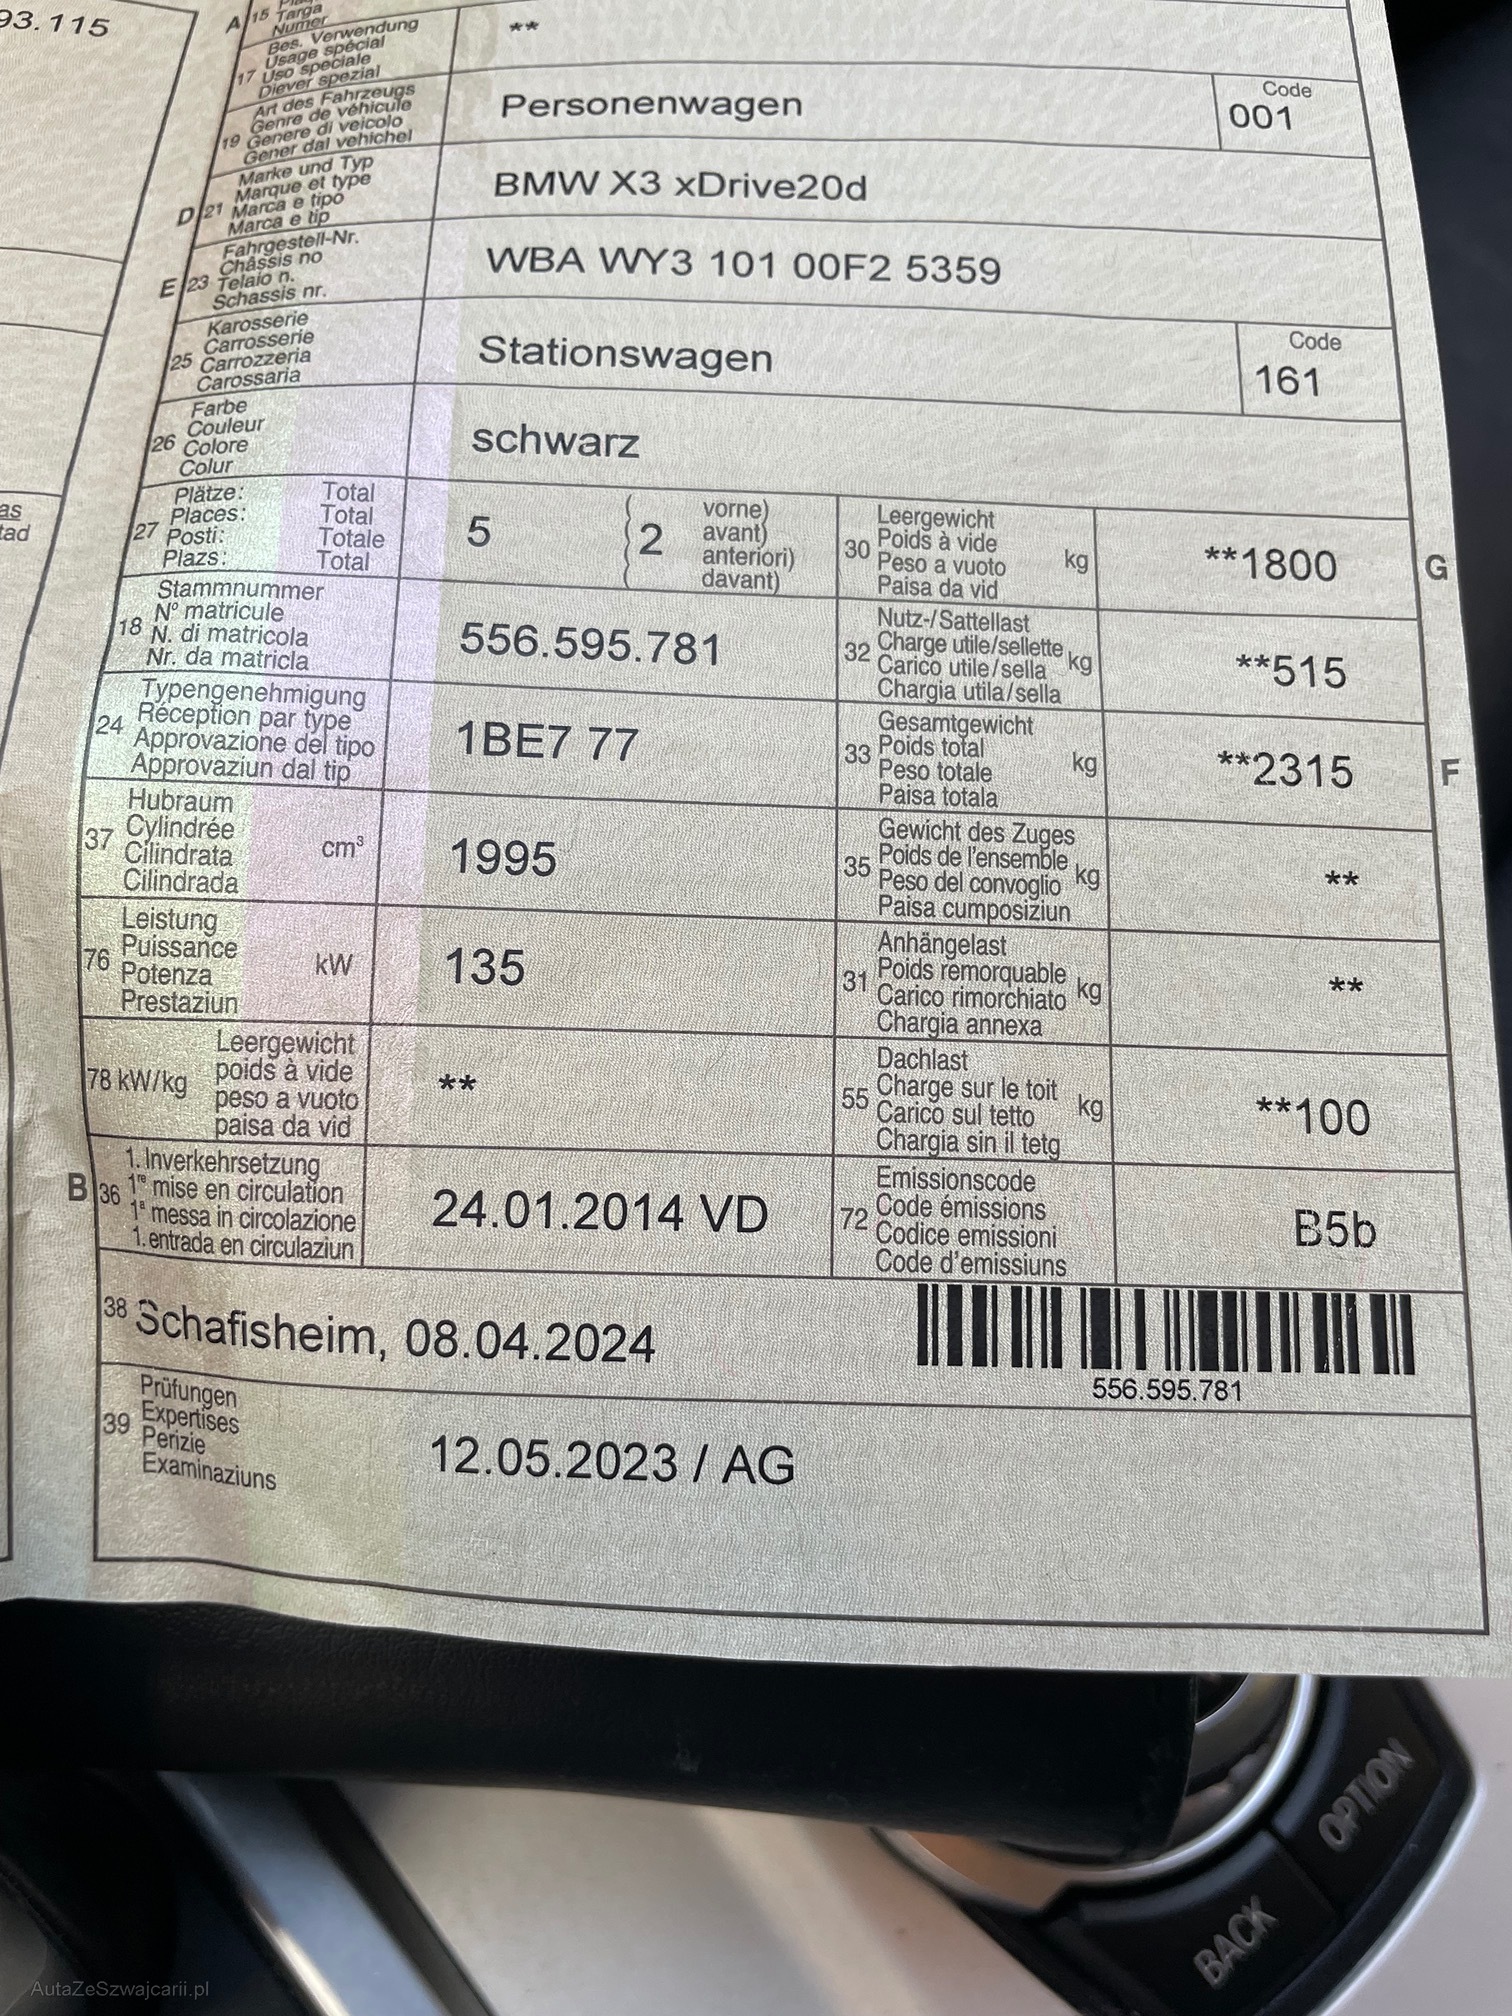 93.115
A 15 Targa
Numer
**
17 Bes. Verwendung
Usage spécial
Uso speciale
Diever spezial
19 Art des Fahrzeugs
Genre de véhicule
Genere di veicolo
Gener dal vehichel
Personenwagen
Code
001
D 21 Marke und Typ
Marque et type
Marca e tipo
Marca e tip
BMW X3 xDrive20d
E 23 Fahrgestell-Nr.
Châssis no
Telaio n.
Schassis nr.
WBA WY3 101 00F2 5359
25 Karosserie
Carrosserie
Carrozzeria
Carossaria
Stationswagen
Code
161
26 Farbe
Couleur
Colore
Colur
schwarz
as
tad
27 Plätze: Total
Places: Total
Posti: Totale
Plazs: Total
5 2 vorne)
avant)
anteriori)
davant)
30 Leergewicht
Poids à vide
Peso a vuoto
Paisa da vid
kg
**1800 G
18 Stammnummer
N° matricule
N. di matricola
Nr. da matricla
556.595.781
32 Nutz-/Sattellast
Charge utile/sellette
Carico utile/sella
Chargia utila/sella
kg
**515
24 Typengenehmigung
Réception par type
Approvazione del tipo
Approvaziun dal tip
1BE7 77
33 Gesamtgewicht
Poids total
Peso totale
Paisa totala
kg
**2315 F
37 Hubraum
Cylindrée
Cilindrata
Cilindrada
cm³
1995
35 Gewicht des Zuges
Poids de l'ensemble
Peso del convoglio
Paisa cumposiziun
kg
**
76 Leistung
Puissance
Potenza
Prestaziun
kW
135
31 Anhängelast
Poids remorquable
Carico rimorchiato
Chargia annexa
kg
**
78 kW/kg Leergewicht
poids à vide
peso a vuoto
paisa da vid
**
55 Dachlast
Charge sur le toit
Carico sul tetto
Chargia sin il tetg
kg
**100
B 36 1. Inverkehrsetzung
1re mise en circulation
1a messa in circolazione
1. entrada en circulaziun
24.01.2014 VD
72 Emissionscode
Code émissions
Codice emissioni
Code d'emissiuns
B5b
38 Schafisheim, 08.04.2024
556.595.781
39 Prüfungen
Expertises
Perizie
Examinaziuns
12.05.2023 / AG
OPTION
BACK
AutaZeSzwajcarii.pl